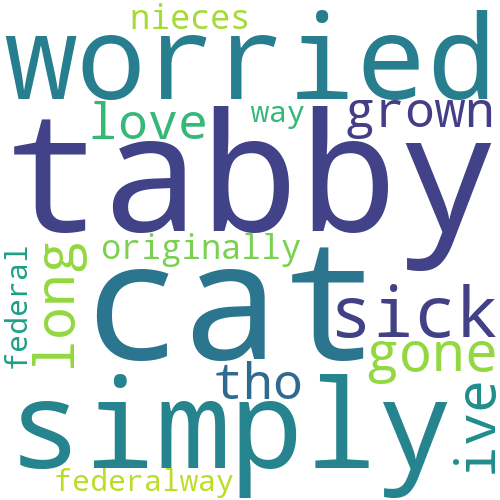 nieces
worried
love
way
grown
tabby
originally
federal
long
cat
sick
gone
tho
simply
ive
federalway